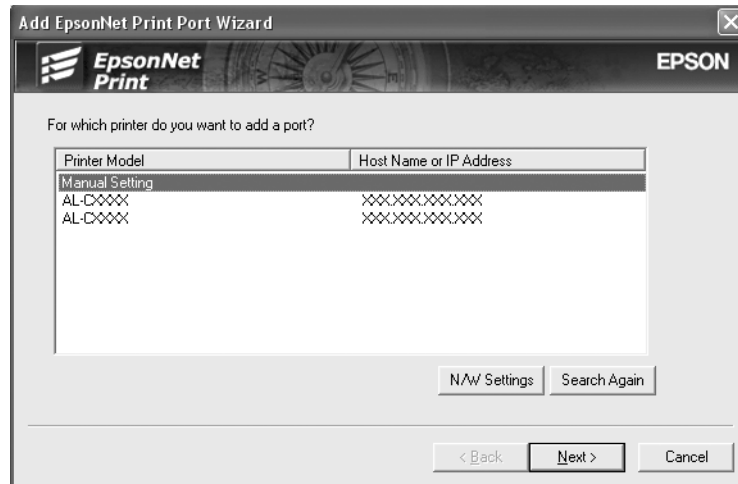 Add EpsonNet Print Port Wizard
EpsonNet
Print
EPSON
For which printer do you want to add a port?
Printer Model Host Name or IP Address
Manual Setting
AL-CXXXX XXX.XXX.XXX.XXX
AL-CXXXX XXX.XXX.XXX.XXX
N/W Settings Search Again
< Back Next > Cancel